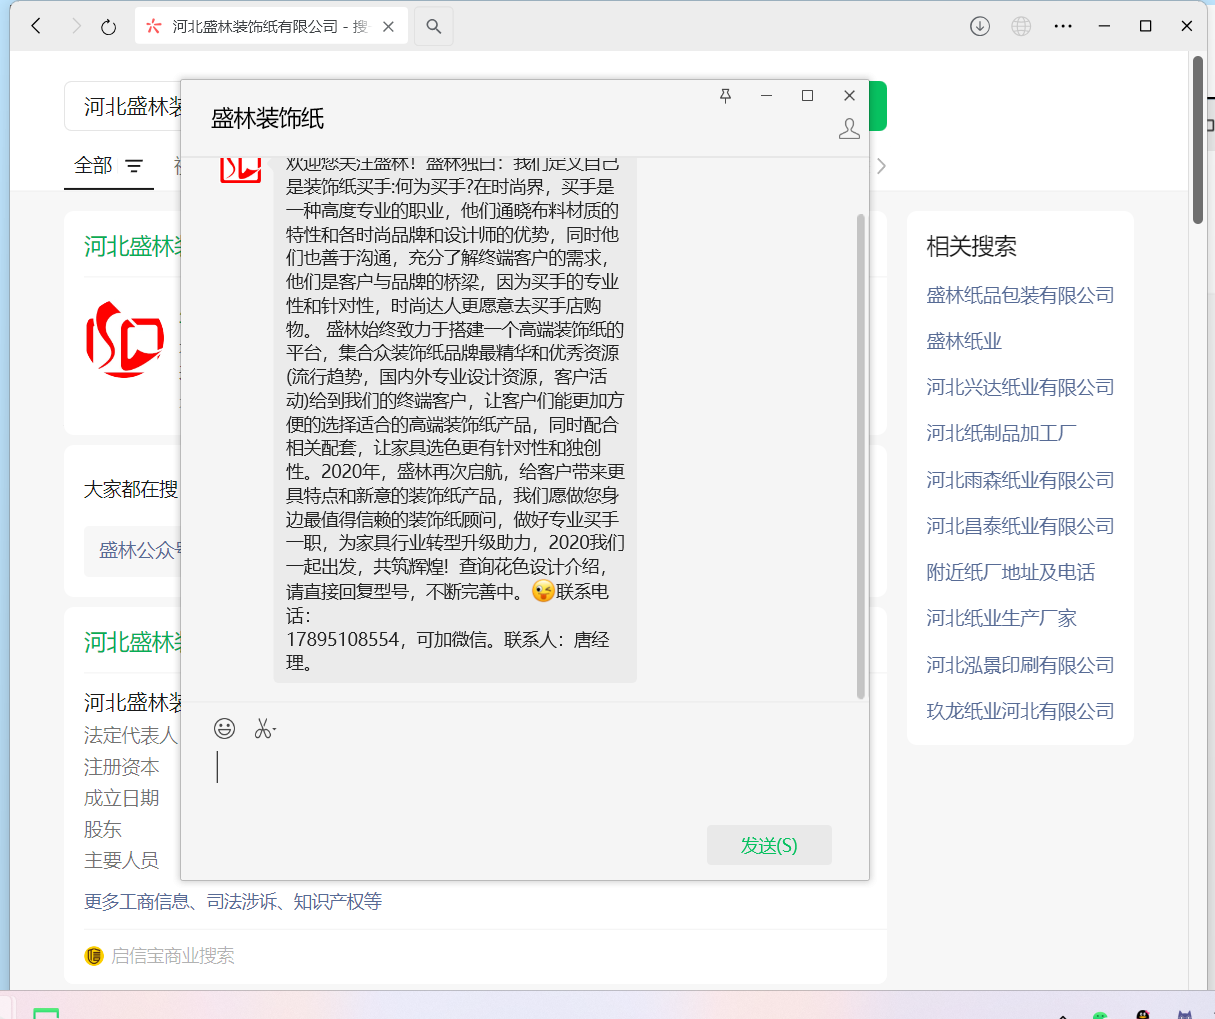 河北盛林装饰纸有限公司 - 搜
河北盛林装
盛林装饰纸
全部
欢迎您关注盛林！盛林独白：我们定义自己
是装饰纸买手:何为买手?在时尚界，买手是
一种高度专业的职业，他们通晓布料材质的
特性和各时尚品牌和设计师的优势，同时他
们也善于沟通，充分了解终端客户的需求，
他们是客户与品牌的桥梁，因为买手的专业
性和针对性，时尚达人更愿意去买手店购
物。 盛林始终致力于搭建一个高端装饰纸的
平台，集合众装饰纸品牌最精华和优秀资源
(流行趋势，国内外专业设计资源，客户活
动)给到我们的终端客户，让客户们能更加方
便的选择适合的高端装饰纸产品，同时配合
相关配套，让家具选色更有针对性和独创
性。2020年，盛林再次启航，给客户带来更
具特点和新意的装饰纸产品，我们愿做您身
边最值得信赖的装饰纸顾问，做好专业买手
一职，为家具行业转型升级助力，2020我们
一起出发，共筑辉煌！查询花色设计介绍，
请直接回复型号，不断完善中。😜联系电
话：
17895108554，可加微信。联系人：唐经
理。
发送(S)
河北盛林装
大家都在搜
盛林公众号
河北盛林装
河北盛林装
法定代表人
注册资本
成立日期
股东
主要人员
更多工商信息、司法涉诉、知识产权等
启信宝商业搜索
相关搜索
盛林纸品包装有限公司
盛林纸业
河北兴达纸业有限公司
河北纸制品加工厂
河北雨森纸业有限公司
河北昌泰纸业有限公司
附近纸厂地址及电话
河北纸业生产厂家
河北泓景印刷有限公司
玖龙纸业河北有限公司